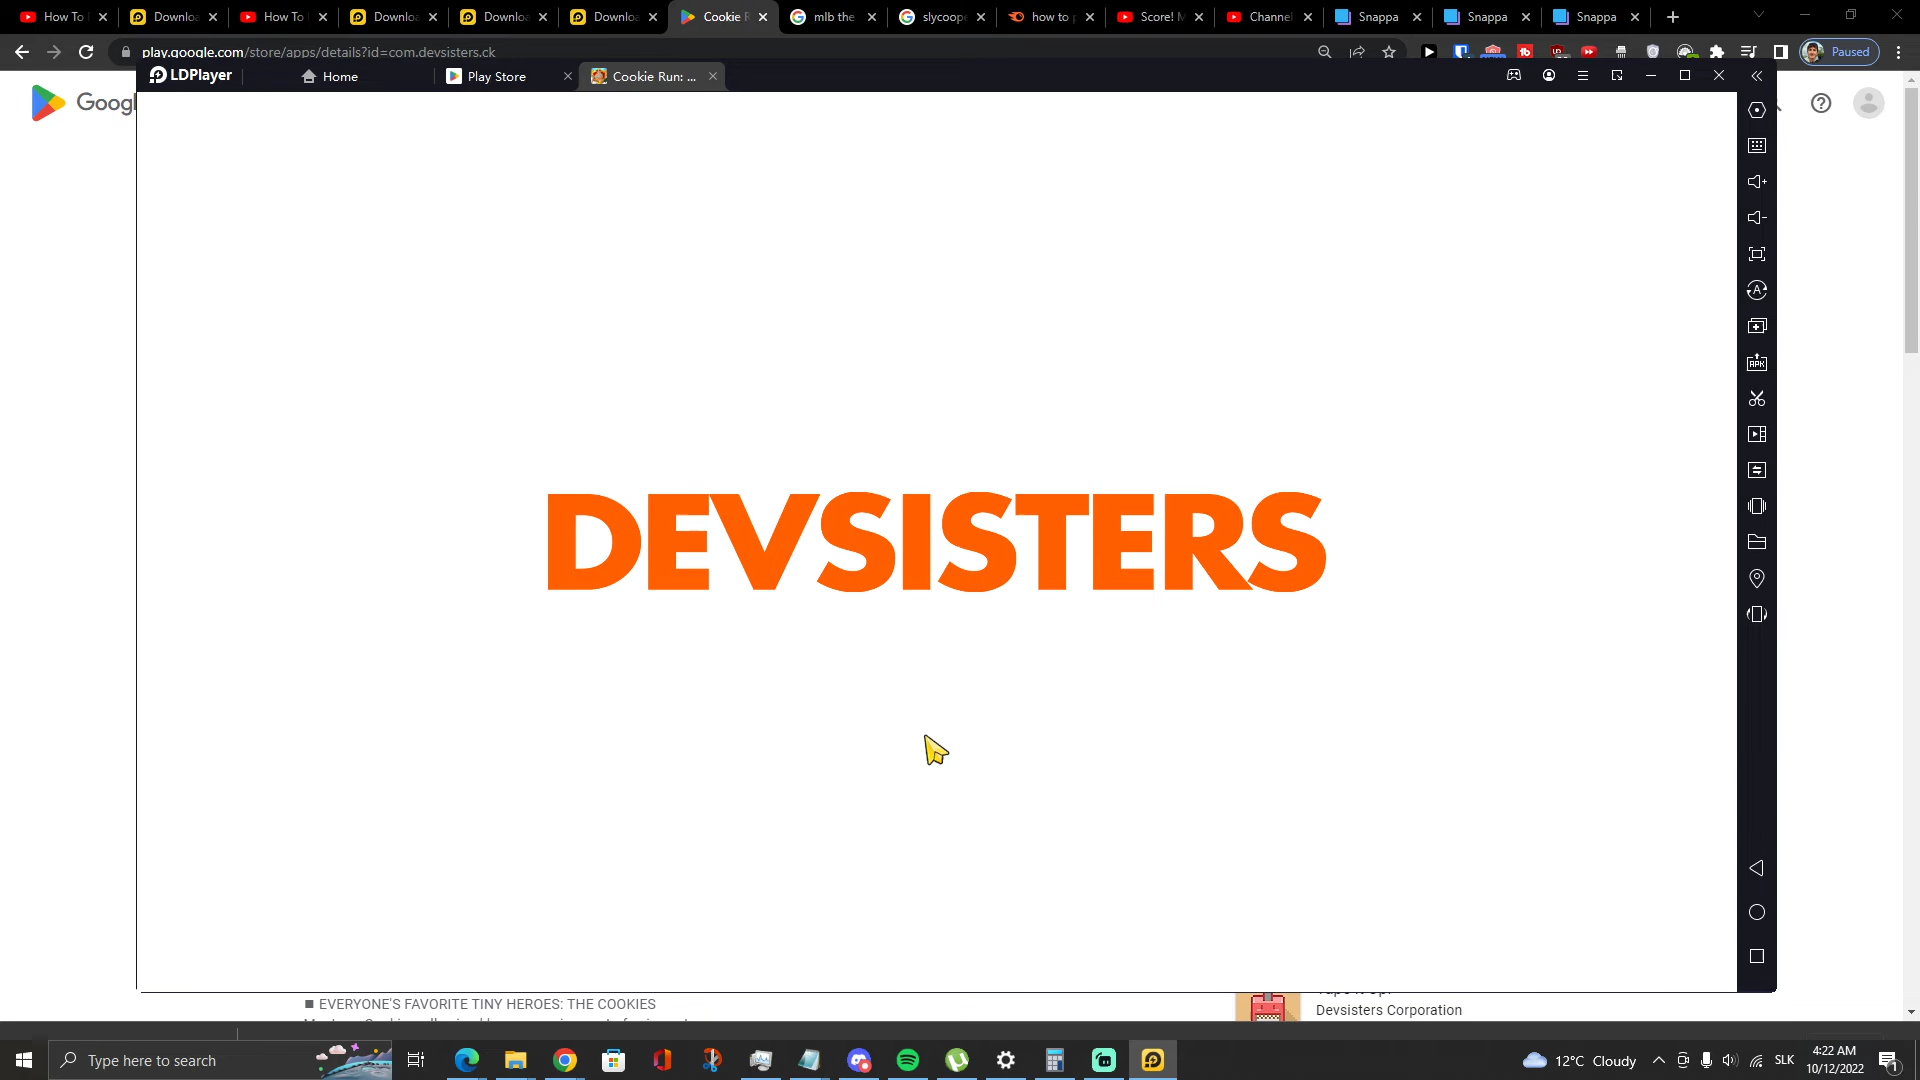 How To
Downlo
How To
Downlo
Downlo
Downlo
Cookie R
mlb the
slycoope
how to p
Score! M
Channel
Snappa
Snappa
Snappa
play.google.com/store/apps/details?id=com.devsisters.ck
Paused
LDPlayer
Home
Play Store
Cookie Run: ...
Googl
DEVSISTERS
■ EVERYONE'S FAVORITE TINY HEROES: THE COOKIES
Devsisters Corporation
Type here to search
12°C Cloudy
SLK
4:22 AM
10/12/2022
1